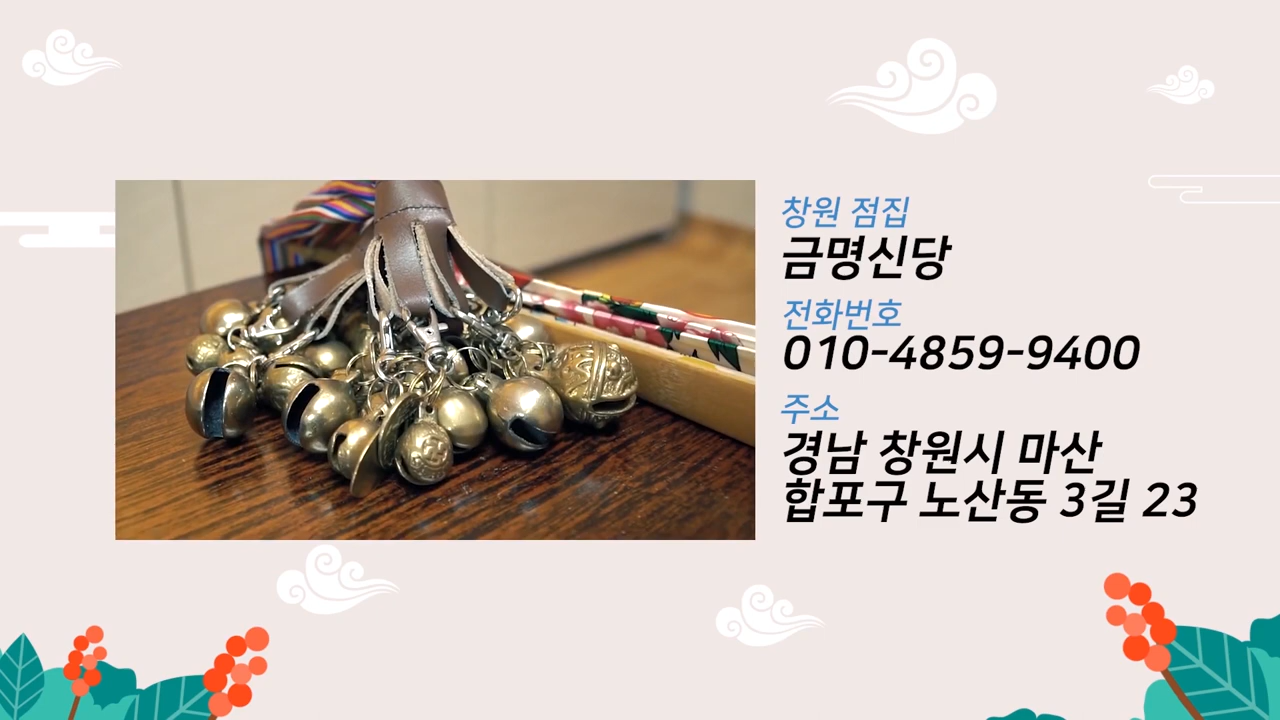 창원 점집
금명신당
전화번호
010-4859-9400
주소
경남 창원시 마산
합포구 노산동 3길 23